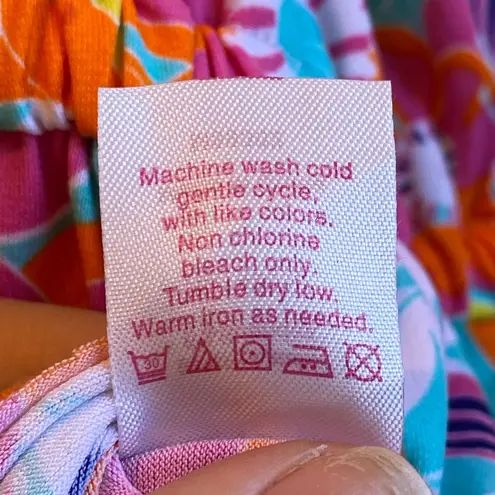 Machine wash cold
gentle cycle,
with like colors.
Non chlorine
bleach only.
Tumble dry low.
Warm iron as needed.
30